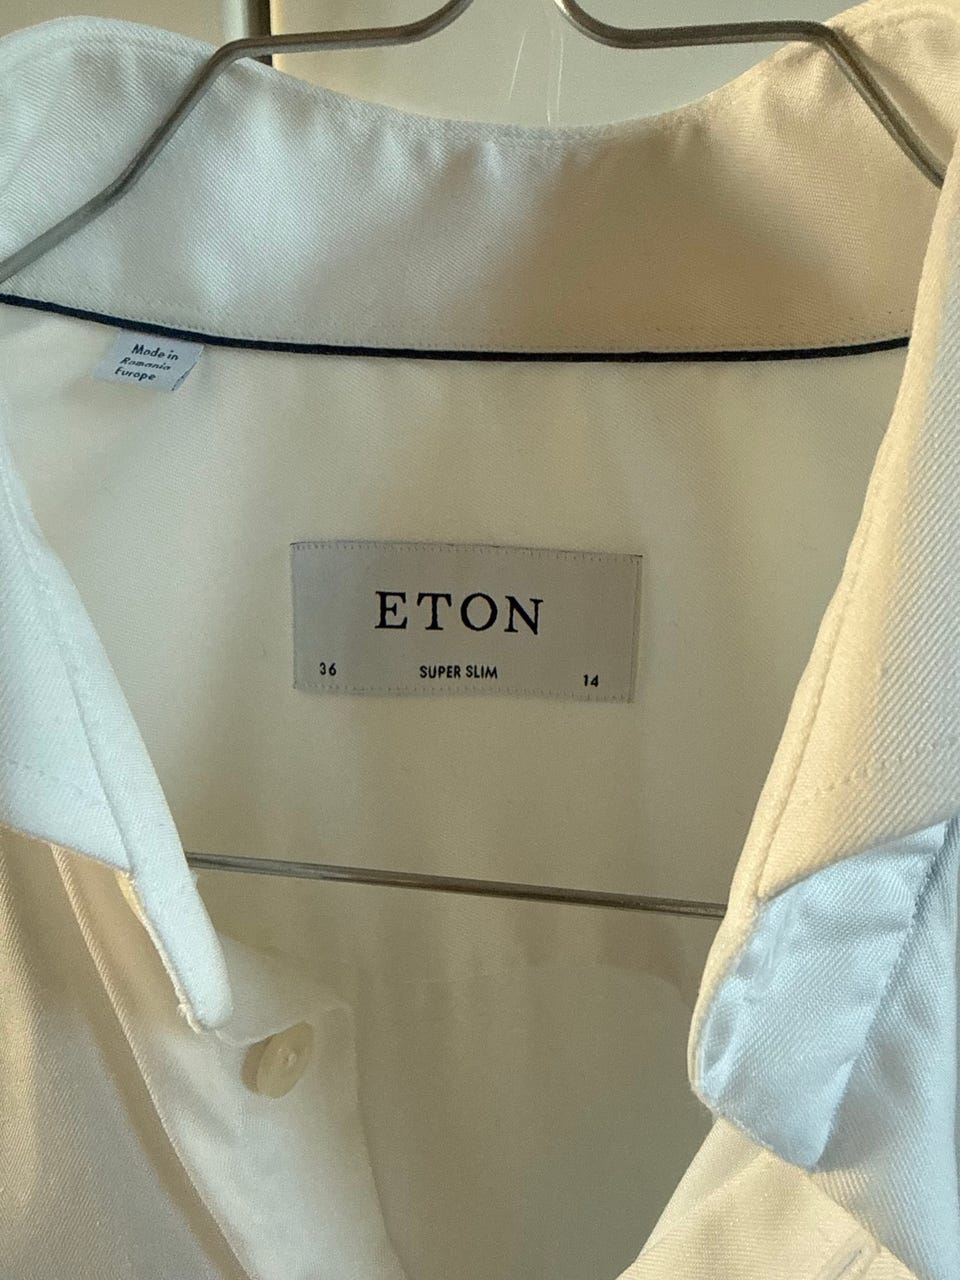 Made in
Romania
Europe
ETON
36 SUPER SLIM 14